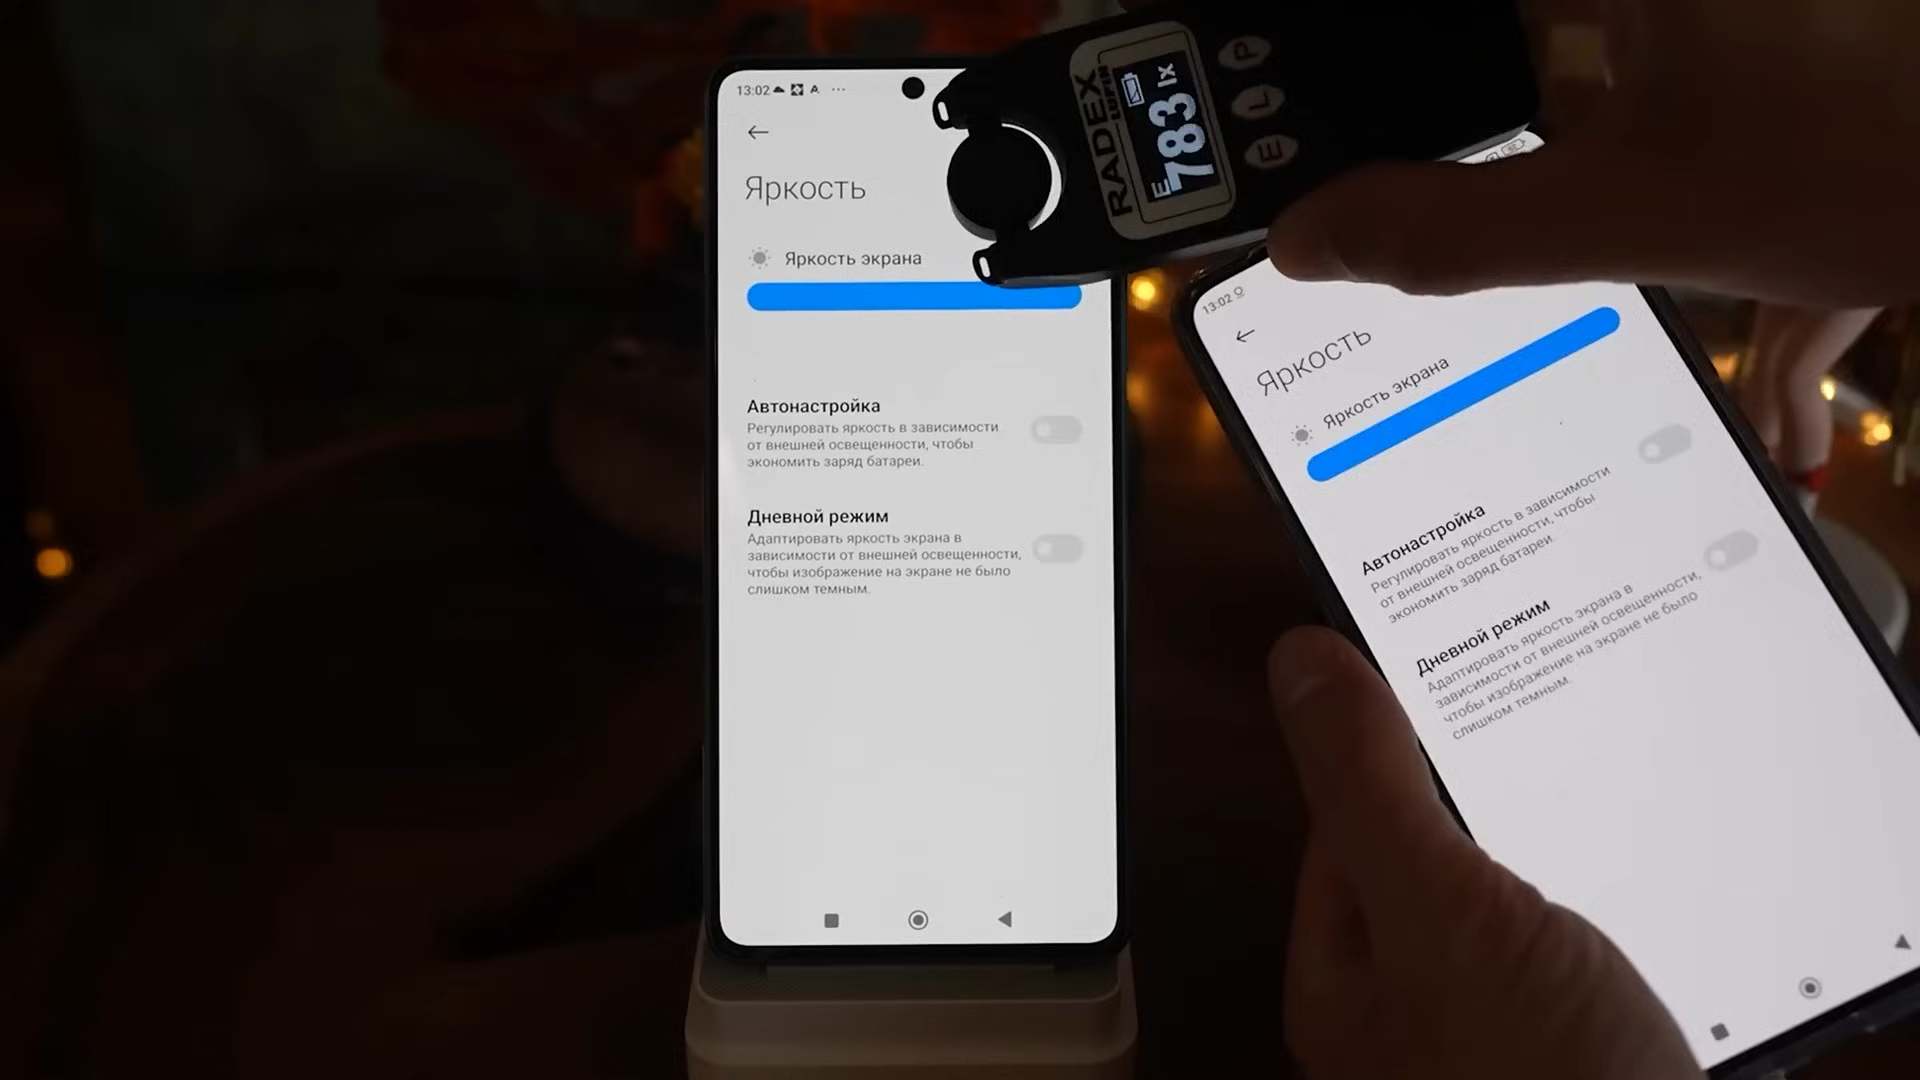 13:02
Яркость
Яркость экрана
Автонастройка
Регулировать яркость в зависимости
от внешней освещенности, чтобы
экономить заряд батареи.
Дневной режим
Адаптировать яркость экрана в
зависимости от внешней освещенности,
чтобы изображение на экране не было
слишком темным.
RADEX
LUPIN
E
783 lx
P
L
E
13:02
Яркость
Яркость экрана
Автонастройка
Регулировать яркость в зависимости
от внешней освещенности, чтобы
экономить заряд батареи.
Дневной режим
Адаптировать яркость экрана в
зависимости от внешней освещенности,
чтобы изображение на экране не было
слишком темным.